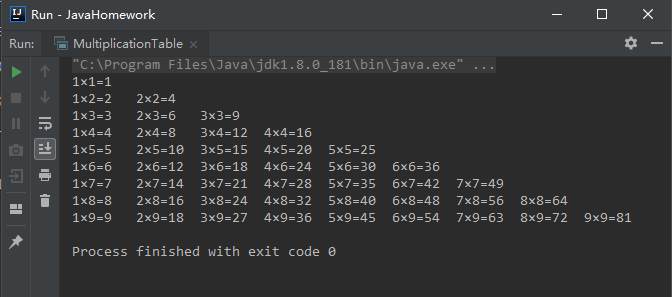 Run - JavaHomework
Run: MultiplicationTable
"C:\Program Files\Java\jdk1.8.0_181\bin\java.exe" ...
1×1=1
1×2=2 2×2=4
1×3=3 2×3=6 3×3=9
1×4=4 2×4=8 3×4=12 4×4=16
1×5=5 2×5=10 3×5=15 4×5=20 5×5=25
1×6=6 2×6=12 3×6=18 4×6=24 5×6=30 6×6=36
1×7=7 2×7=14 3×7=21 4×7=28 5×7=35 6×7=42 7×7=49
1×8=8 2×8=16 3×8=24 4×8=32 5×8=40 6×8=48 7×8=56 8×8=64
1×9=9 2×9=18 3×9=27 4×9=36 5×9=45 6×9=54 7×9=63 8×9=72 9×9=81
Process finished with exit code 0